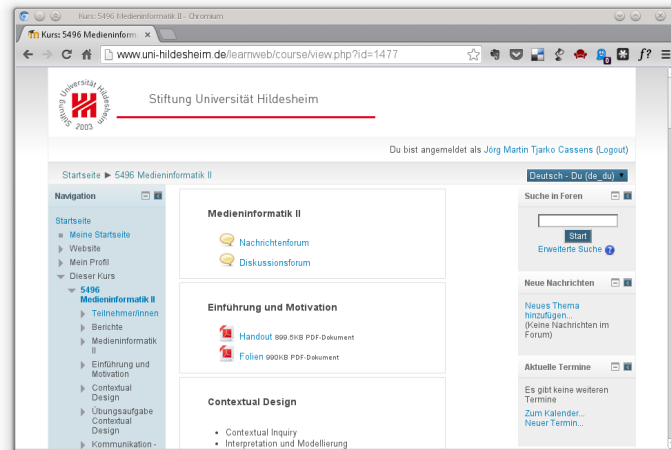 Kurs: 5496 Medieninformatik II - Chromium
Kurs: 5496 Medieninform
www.uni-hildesheim.de/learnweb/course/view.php?id=1477
f?
Stiftung Universität Hildesheim
2003
Stiftung Universität Hildesheim
Du bist angemeldet als Jörg Martin Tjarko Cassens (Logout)
Startseite ► 5496 Medieninformatik II
Deutsch - Du (de_du)
Navigation
Startseite
Meine Startseite
Website
Mein Profil
Dieser Kurs
5496
Medieninformatik II
Teilnehmer/innen
Berichte
Medieninformatik
II
Einführung und
Motivation
Contextual
Design
Übungsaufgabe
Contextual
Design
Kommunikation -
Medieninformatik II
Nachrichtenforum
Diskussionsforum
Einführung und Motivation
Handout 899.5KB PDF-Dokument
Folien 990KB PDF-Dokument
Contextual Design
• Contextual Inquiry
• Interpretation und Modellierung
Suche in Foren
Start
Erweiterte Suche
Neue Nachrichten
Neues Thema
hinzufügen...
(Keine Nachrichten im
Forum)
Aktuelle Termine
Es gibt keine weiteren
Termine
Zum Kalender...
Neuer Termin...